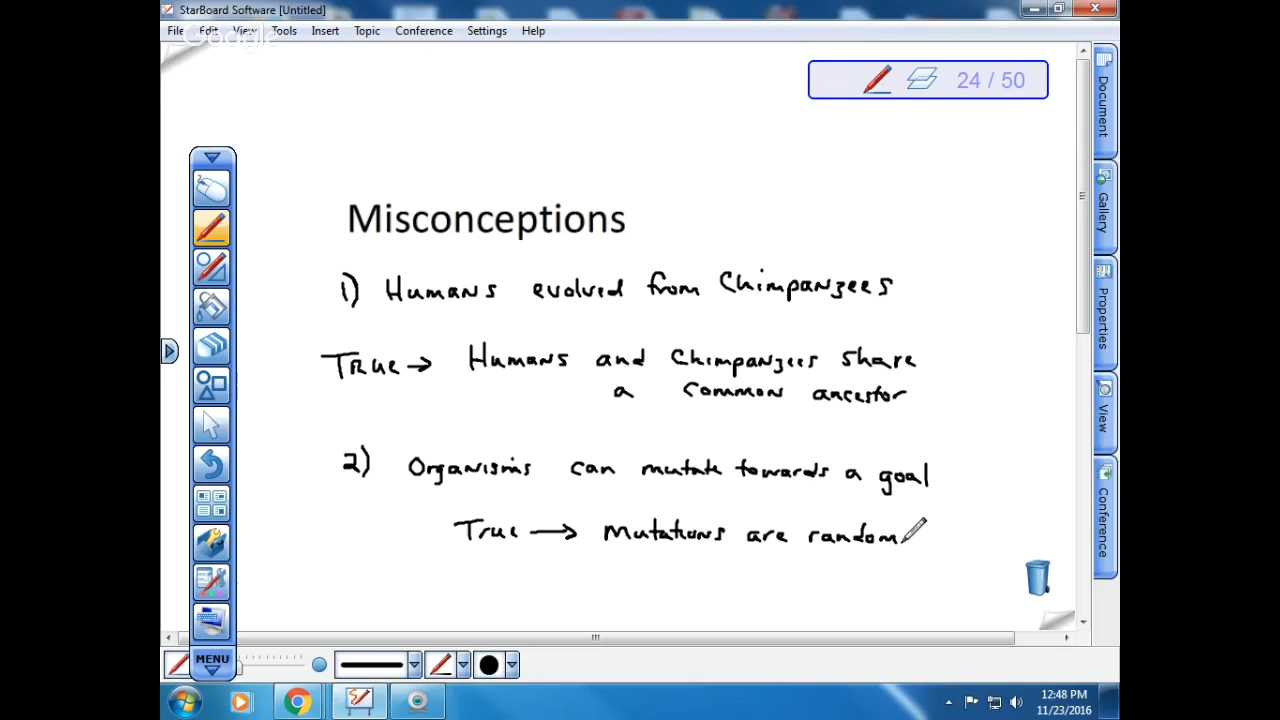 StarBoard Software [Untitled]
File Edit View Tools Insert Topic Conference Settings Help
Google
24 / 50
Document
Gallery
Properties
View
Conference
Misconceptions
1) Humans evolved from Chimpanzees
True → Humans and Chimpanzees share
a common ancestor
2) Organisms can mutate towards a goal
True → Mutations are random
MENU
12:48 PM
11/23/2016